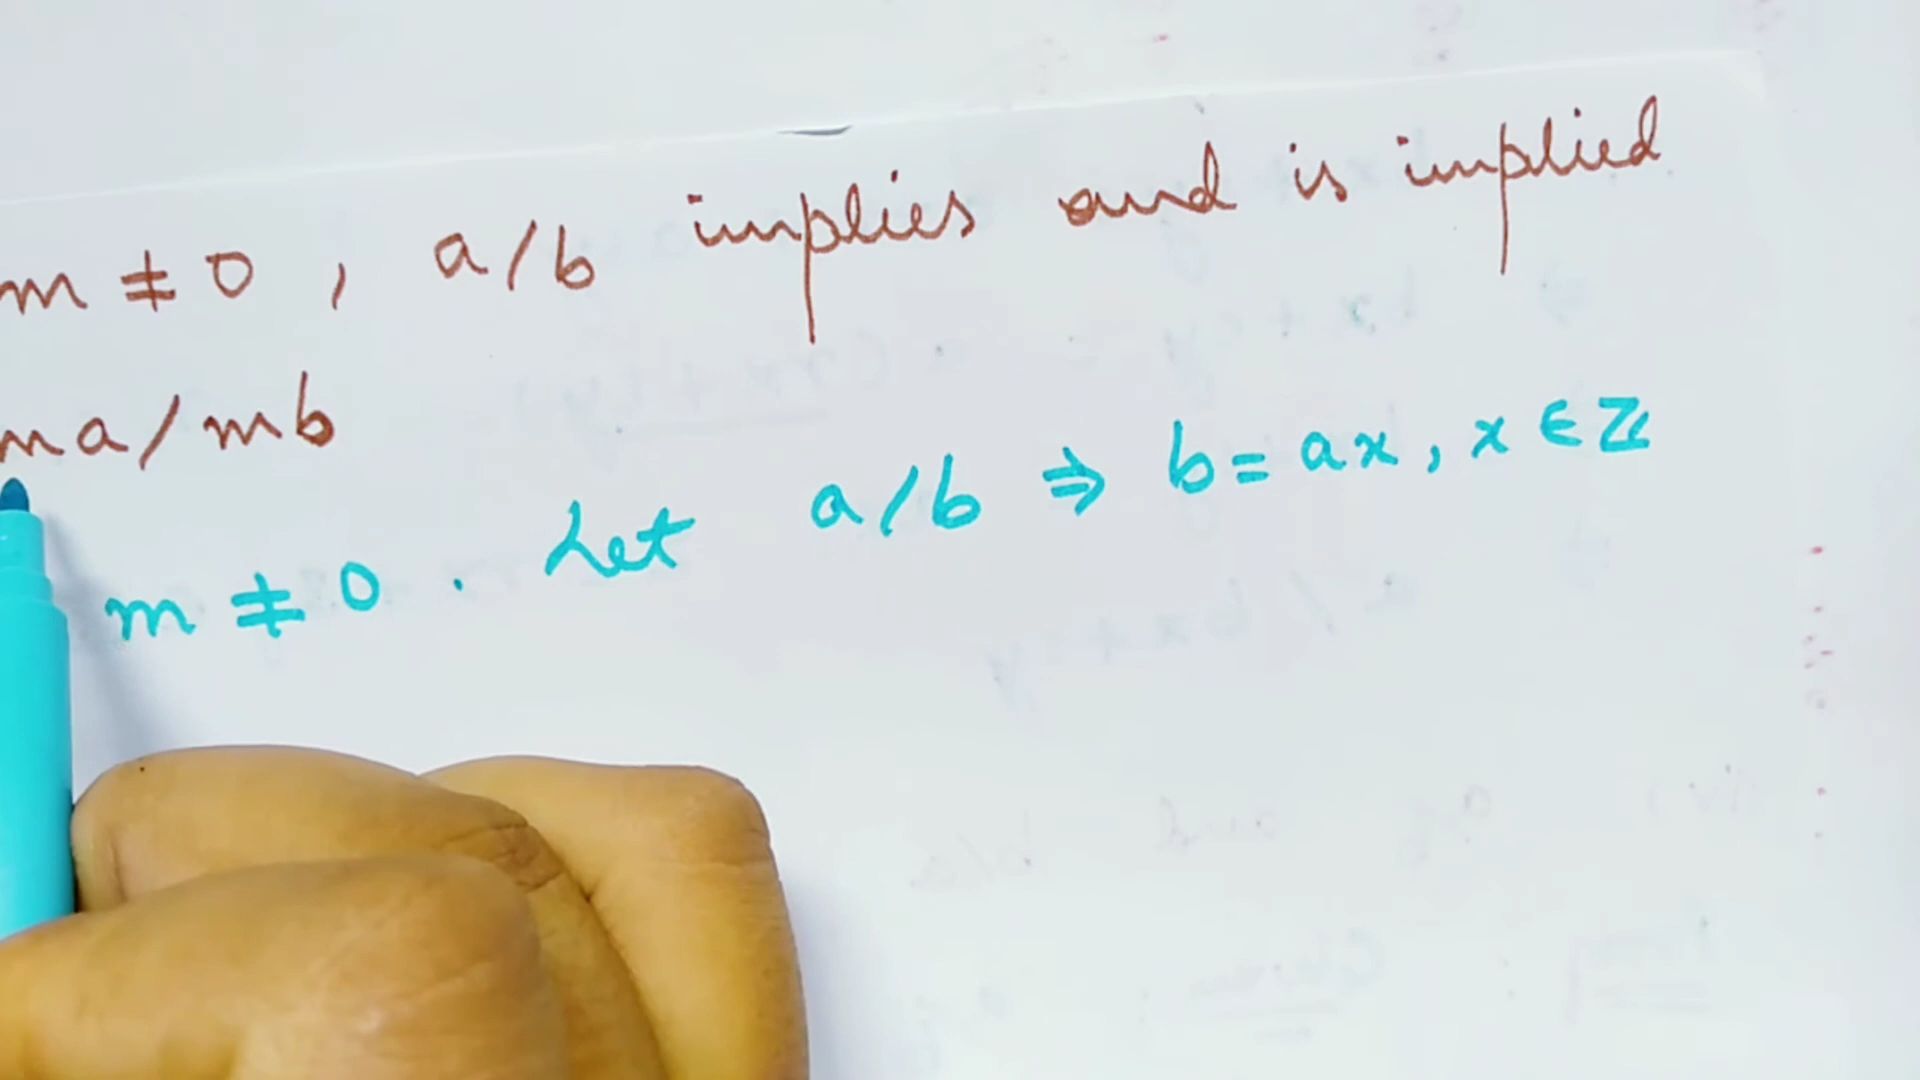 m ≠ 0 , a/b implies and is implied
ma/mb
m ≠ 0 . Let a/b ⇒ b = ax, x ∈ ℤ